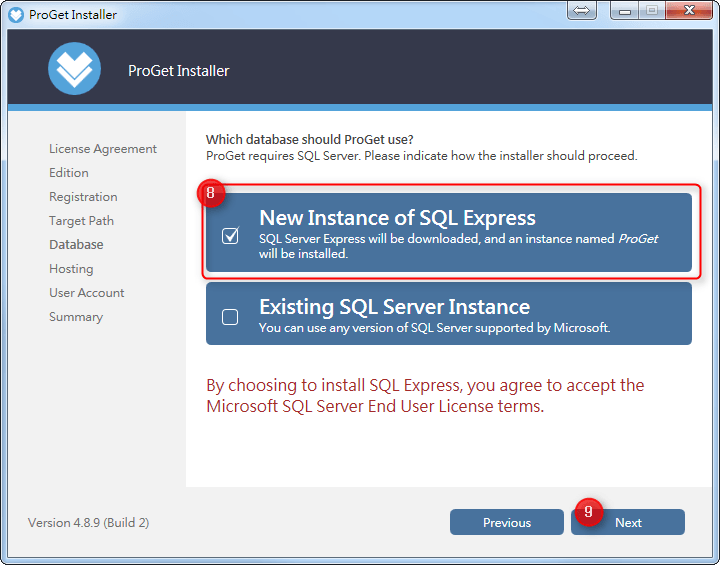 ProGet Installer
ProGet Installer
License Agreement
Edition
Registration
Target Path
Database
Hosting
User Account
Summary
Which database should ProGet use?
ProGet requires SQL Server. Please indicate how the installer should proceed.
8
New Instance of SQL Express
SQL Server Express will be downloaded, and an instance named ProGet
will be installed.
Existing SQL Server Instance
You can use any version of SQL Server supported by Microsoft.
By choosing to install SQL Express, you agree to accept the
Microsoft SQL Server End User License terms.
Version 4.8.9 (Build 2)
Previous
9
Next